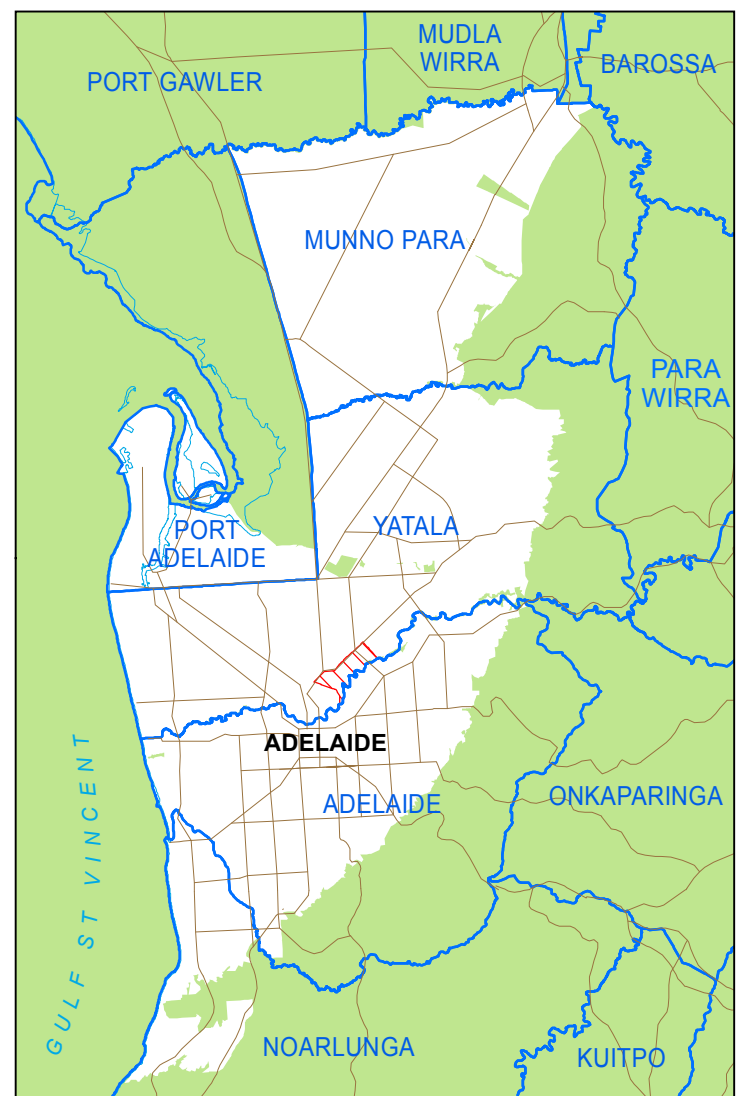 MUDLA
WIRRA
BAROSSA
PORT GAWLER
MUNNO PARA
PARA
WIRRA
PORT
ADELAIDE
YATALA
ADELAIDE
ADELAIDE
ONKAPARINGA
GULF ST VINCENT
NOARLUNGA
KUITPO